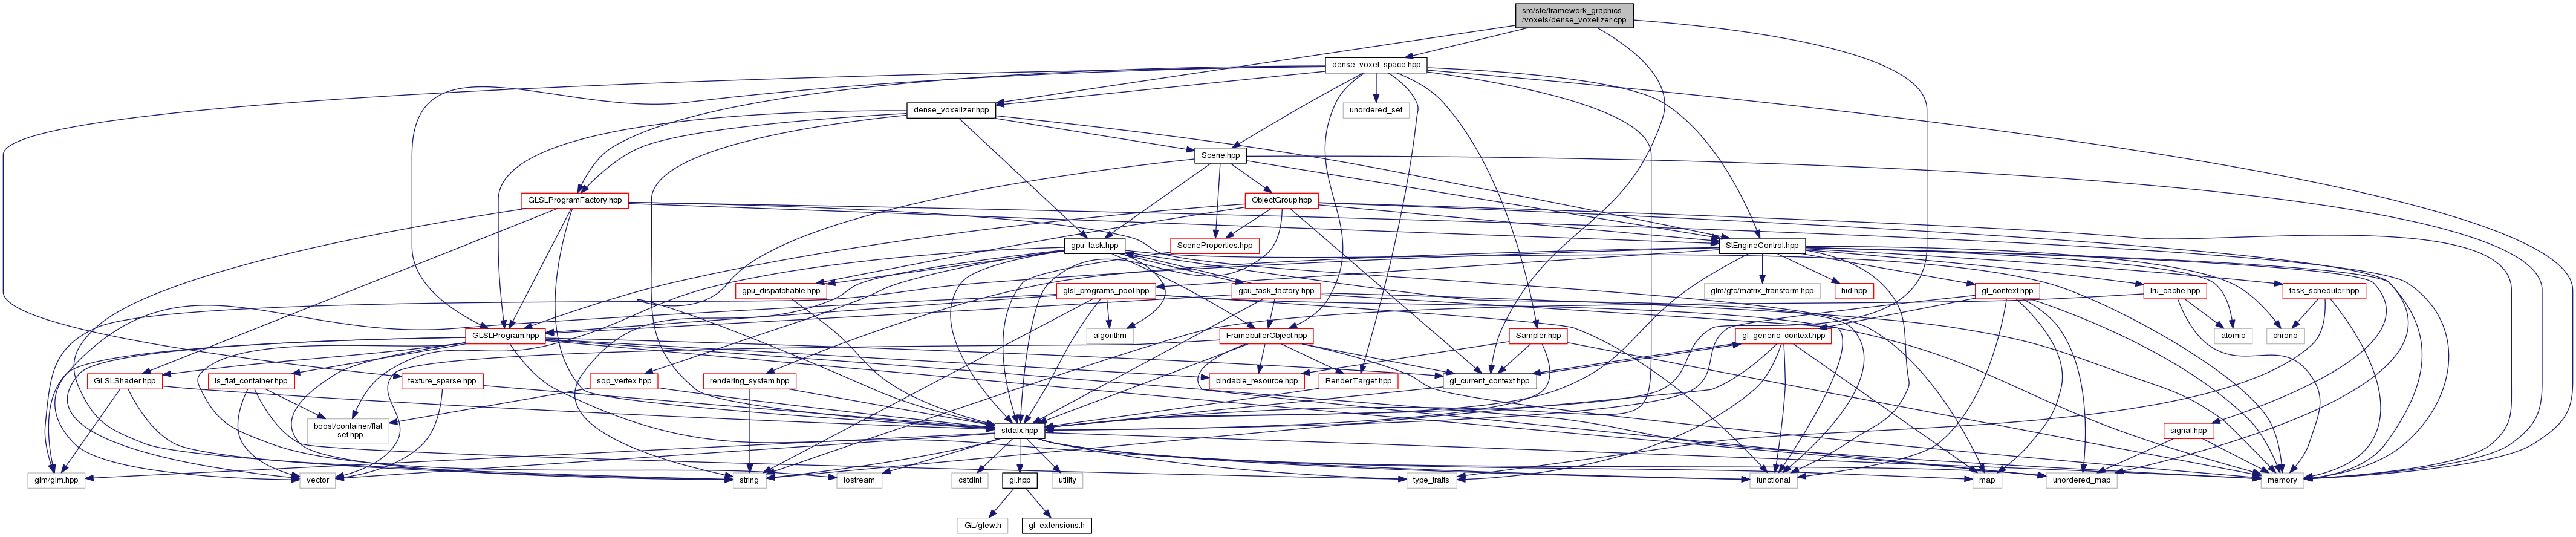 src/ste/framework_graphics
/voxels/dense_voxelizer.cpp
dense_voxel_space.hpp
dense_voxelizer.hpp
unordered_set
Scene.hpp
GLSLProgramFactory.hpp
ObjectGroup.hpp
gpu_task.hpp
SceneProperties.hpp
StEngineControl.hpp
gpu_dispatchable.hpp
glsl_programs_pool.hpp
gpu_task_factory.hpp
glm/gtc/matrix_transform.hpp
hid.hpp
gl_context.hpp
lru_cache.hpp
task_scheduler.hpp
GLSLProgram.hpp
algorithm
FramebufferObject.hpp
Sampler.hpp
gl_generic_context.hpp
atomic
chrono
GLSLShader.hpp
is_flat_container.hpp
texture_sparse.hpp
sop_vertex.hpp
rendering_system.hpp
bindable_resource.hpp
RenderTarget.hpp
gl_current_context.hpp
boost/container/flat
_set.hpp
stdafx.hpp
signal.hpp
glm/glm.hpp
vector
string
iostream
cstdint
gl.hpp
utility
type_traits
functional
map
unordered_map
memory
GL/glew.h
gl_extensions.h